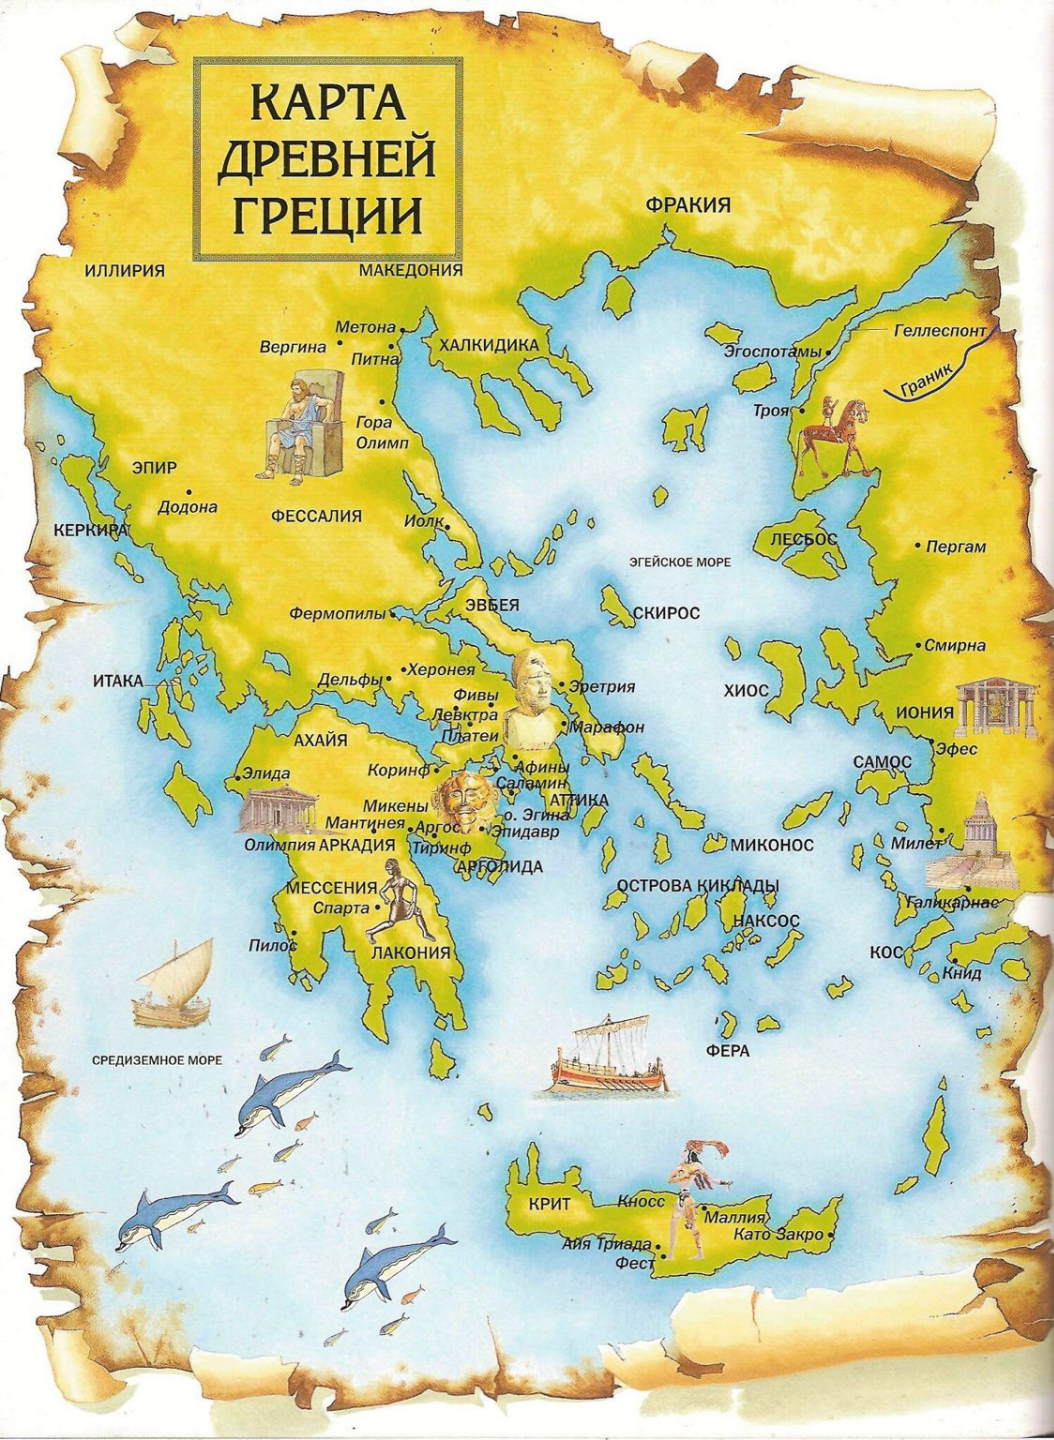 КАРТА
ДРЕВНЕЙ
ГРЕЦИИ
ФРАКИЯ
ИЛЛИРИЯ
МАКЕДОНИЯ
Метона
Вергина
Питна
ХАЛКИДИКА
Геллеспонт
Эгоспотамы
Граник
Троя
Гора
Олимп
ЭПИР
Додона
ФЕССАЛИЯ
Иолк
КЕРКИРА
ЛЕСБОС
Пергам
ЭГЕЙСКОЕ МОРЕ
ЭВБЕЯ
Фермопилы
СКИРОС
Смирна
Херонея
Дельфы
ИТАКА
Фивы
Эретрия
ХИОС
Левктра
Платеи
Марафон
ИОНИЯ
АХАЙЯ
Эфес
Элида
Коринф
Афины
Саламин
САМОС
АТТИКА
Микены
о. Эгина
Мантинея
Аргос
Эпидавр
Олимпия
АРКАДИЯ
Тиринф
МИКОНОС
Милет
АРГОЛИДА
МЕССЕНИЯ
ОСТРОВА КИКЛАДЫ
Спарта
Галикарнас
НАКСОС
Пилос
ЛАКОНИЯ
КОС
Книд
СРЕДИЗЕМНОЕ МОРЕ
ФЕРА
КРИТ
Кносс
Маллия
Като Закро
Айя Триада
Фест